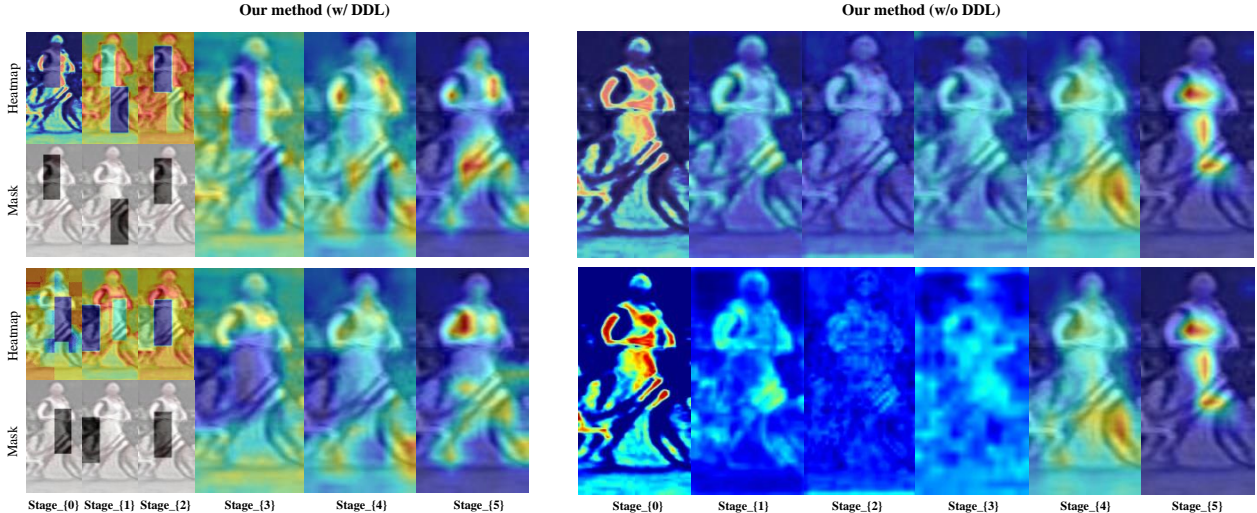 Our method (w/ DDL)
Our method (w/o DDL)
Heatmap
Mask
Heatmap
Mask
Stage_{0} Stage_{1} Stage_{2} Stage_{3} Stage_{4} Stage_{5}
Stage_{0} Stage_{1} Stage_{2} Stage_{3} Stage_{4} Stage_{5}